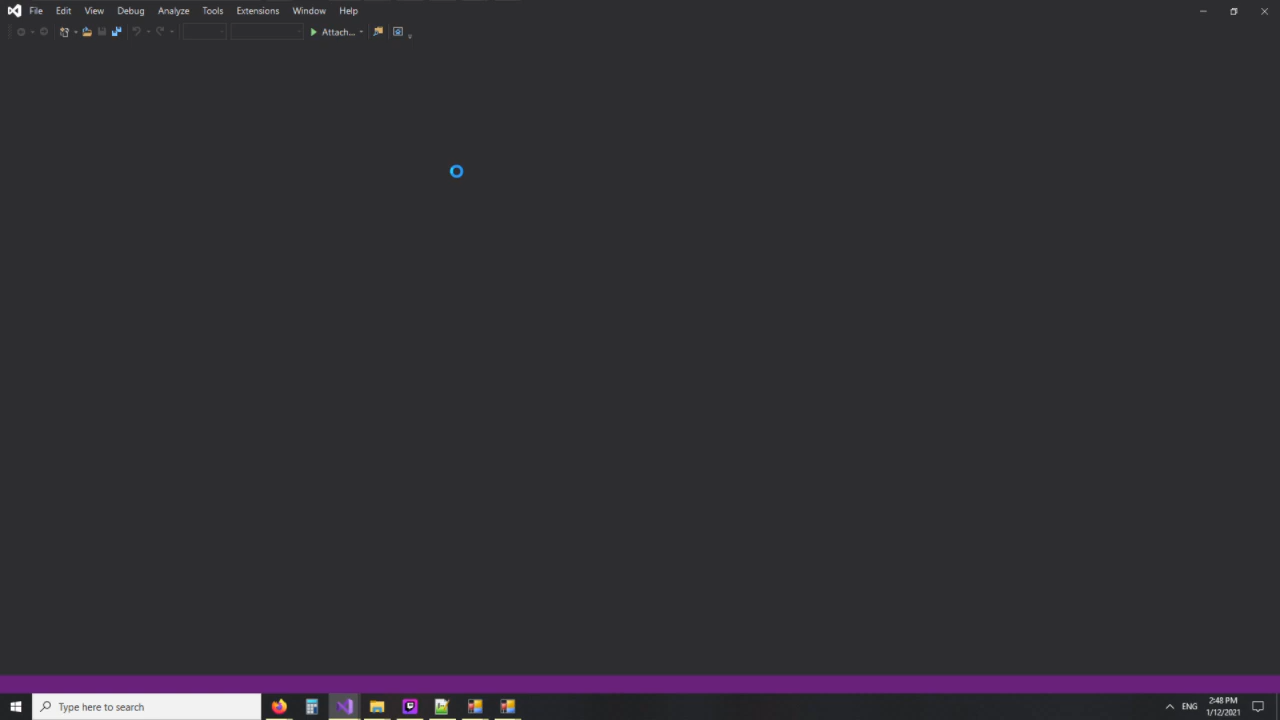 File Edit View Debug Analyze Tools Extensions Window Help
Attach...
Type here to search
ENG
2:48 PM
1/12/2021